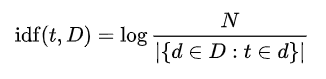 idf(t, D) = log N / |{d ∈ D : t ∈ d}|